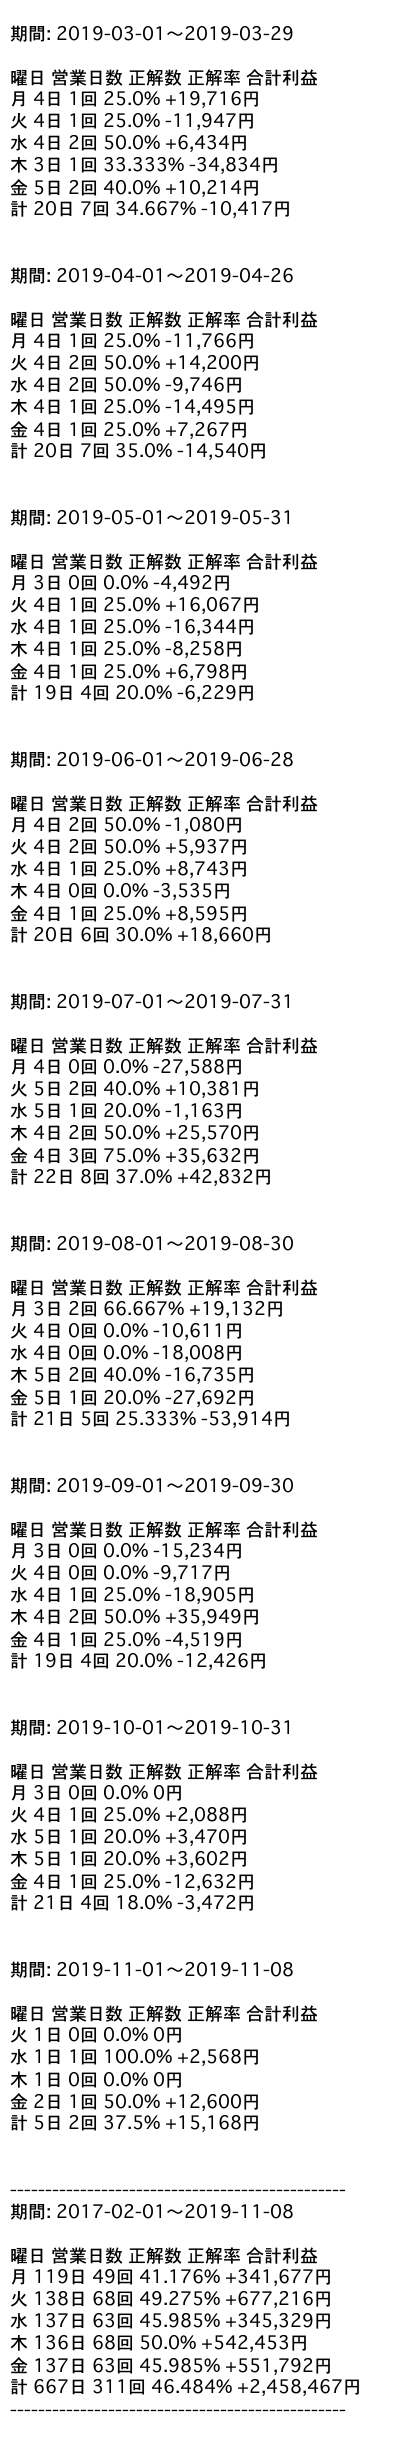 期間: 2019-03-01〜2019-03-29
曜日 営業日数 正解数 正解率 合計利益
月 4日 1回 25.0% +19,716円
火 4日 1回 25.0% -11,947円
水 4日 2回 50.0% +6,434円
木 3日 1回 33.333% -34,834円
金 5日 2回 40.0% +10,214円
計 20日 7回 34.667% -10,417円
期間: 2019-04-01〜2019-04-26
曜日 営業日数 正解数 正解率 合計利益
月 4日 1回 25.0% -11,766円
火 4日 2回 50.0% +14,200円
水 4日 2回 50.0% -9,746円
木 4日 1回 25.0% -14,495円
金 4日 1回 25.0% +7,267円
計 20日 7回 35.0% -14,540円
期間: 2019-05-01〜2019-05-31
曜日 営業日数 正解数 正解率 合計利益
月 3日 0回 0.0% -4,492円
火 4日 1回 25.0% +16,067円
水 4日 1回 25.0% -16,344円
木 4日 1回 25.0% -8,258円
金 4日 1回 25.0% +6,798円
計 19日 4回 20.0% -6,229円
期間: 2019-06-01〜2019-06-28
曜日 営業日数 正解数 正解率 合計利益
月 4日 2回 50.0% -1,080円
火 4日 2回 50.0% +5,937円
水 4日 1回 25.0% +8,743円
木 4日 0回 0.0% -3,535円
金 4日 1回 25.0% +8,595円
計 20日 6回 30.0% +18,660円
期間: 2019-07-01〜2019-07-31
曜日 営業日数 正解数 正解率 合計利益
月 4日 0回 0.0% -27,588円
火 5日 2回 40.0% +10,381円
水 5日 1回 20.0% -1,163円
木 4日 2回 50.0% +25,570円
金 4日 3回 75.0% +35,632円
計 22日 8回 37.0% +42,832円
期間: 2019-08-01〜2019-08-30
曜日 営業日数 正解数 正解率 合計利益
月 3日 2回 66.667% +19,132円
火 4日 0回 0.0% -10,611円
水 4日 0回 0.0% -18,008円
木 5日 2回 40.0% -16,735円
金 5日 1回 20.0% -27,692円
計 21日 5回 25.333% -53,914円
期間: 2019-09-01〜2019-09-30
曜日 営業日数 正解数 正解率 合計利益
月 3日 0回 0.0% -15,234円
火 4日 0回 0.0% -9,717円
水 4日 1回 25.0% -18,905円
木 4日 2回 50.0% +35,949円
金 4日 1回 25.0% -4,519円
計 19日 4回 20.0% -12,426円
期間: 2019-10-01〜2019-10-31
曜日 営業日数 正解数 正解率 合計利益
月 3日 0回 0.0% 0円
火 4日 1回 25.0% +2,088円
水 5日 1回 20.0% +3,470円
木 5日 1回 20.0% +3,602円
金 4日 1回 25.0% -12,632円
計 21日 4回 18.0% -3,472円
期間: 2019-11-01〜2019-11-08
曜日 営業日数 正解数 正解率 合計利益
火 1日 0回 0.0% 0円
水 1日 1回 100.0% +2,568円
木 1日 0回 0.0% 0円
金 2日 1回 50.0% +12,600円
計 5日 2回 37.5% +15,168円
------------------------------------------------
期間: 2017-02-01〜2019-11-08
曜日 営業日数 正解数 正解率 合計利益
月 119日 49回 41.176% +341,677円
火 138日 68回 49.275% +677,216円
水 137日 63回 45.985% +345,329円
木 136日 68回 50.0% +542,453円
金 137日 63回 45.985% +551,792円
計 667日 311回 46.484% +2,458,467円
------------------------------------------------